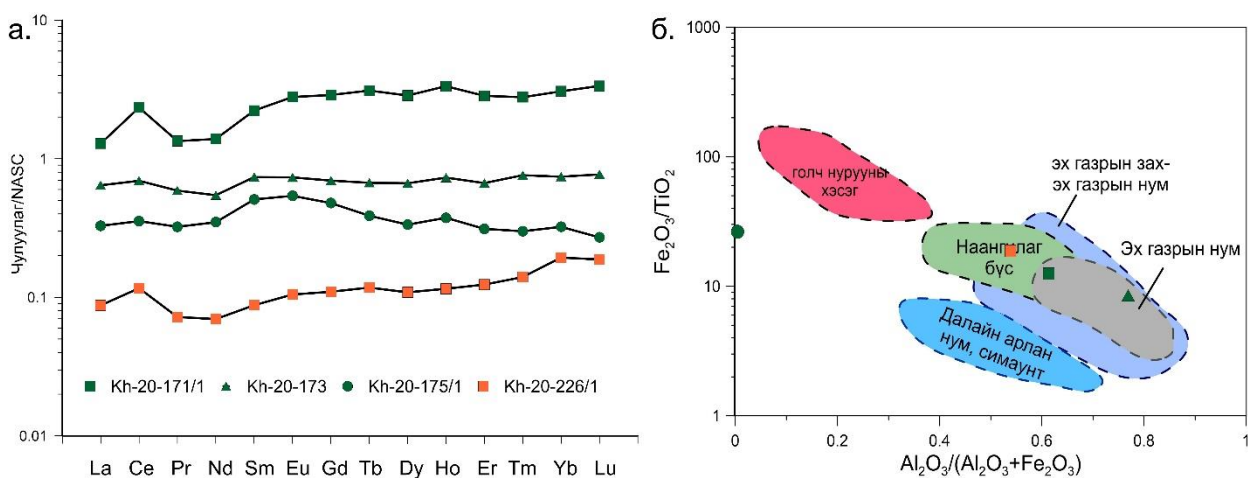 а.
10
1
0.1
0.01
Чулуулаг/NASC
Kh-20-171/1
Kh-20-173
Kh-20-175/1
Kh-20-226/1
La Ce Pr Nd Sm Eu Gd Tb Dy Ho Er Tm Yb Lu
б.
1000
100
10
1
Fe₂O₃/TiO₂
голч нурууны
хэсэг
эх газрын зах-
эх газрын нум
Наанги лаг
бүс
Эх газрын нум
Далайн арлан
нум, симаунт
0 0.2 0.4 0.6 0.8 1
Al₂O₃/(Al₂O₃+Fe₂O₃)